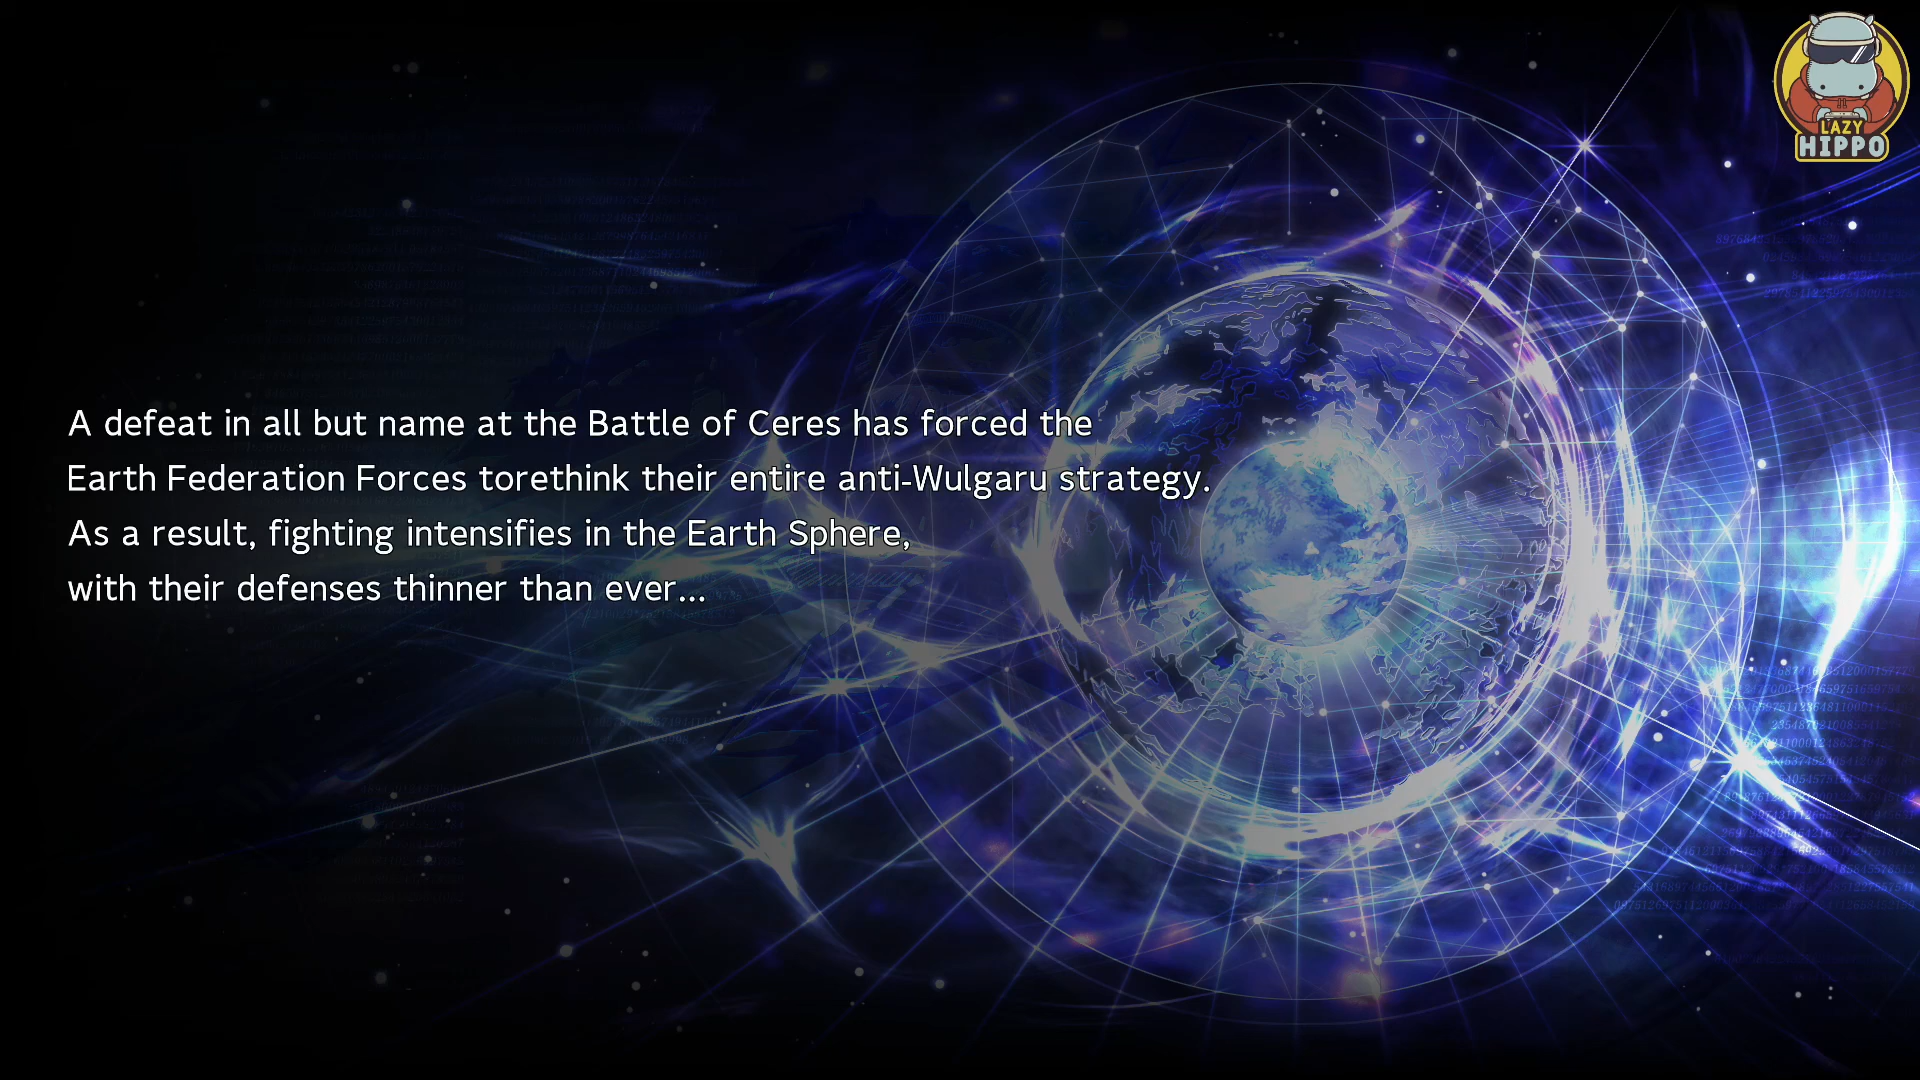 LAZY
HIPPO
A defeat in all but name at the Battle of Ceres has forced the
Earth Federation Forces torethink their entire anti-Wulgaru strategy.
As a result, fighting intensifies in the Earth Sphere,
with their defenses thinner than ever...